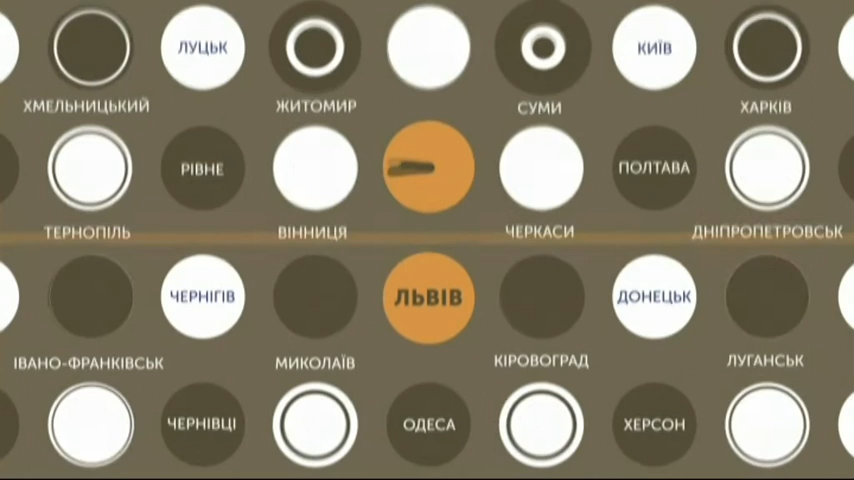 ЛУЦЬК
КИЇВ
ХМЕЛЬНИЦЬКИЙ
ЖИТОМИР
СУМИ
ХАРКІВ
РІВНЕ
ПОЛТАВА
ТЕРНОПІЛЬ
ВІННИЦЯ
ЧЕРКАСИ
ДНІПРОПЕТРОВСЬК
ЧЕРНІГІВ
ЛЬВІВ
ДОНЕЦЬК
ІВАНО-ФРАНКІВСЬК
МИКОЛАЇВ
КІРОВОГРАД
ЛУГАНСЬК
ЧЕРНІВЦІ
ОДЕСА
ХЕРСОН